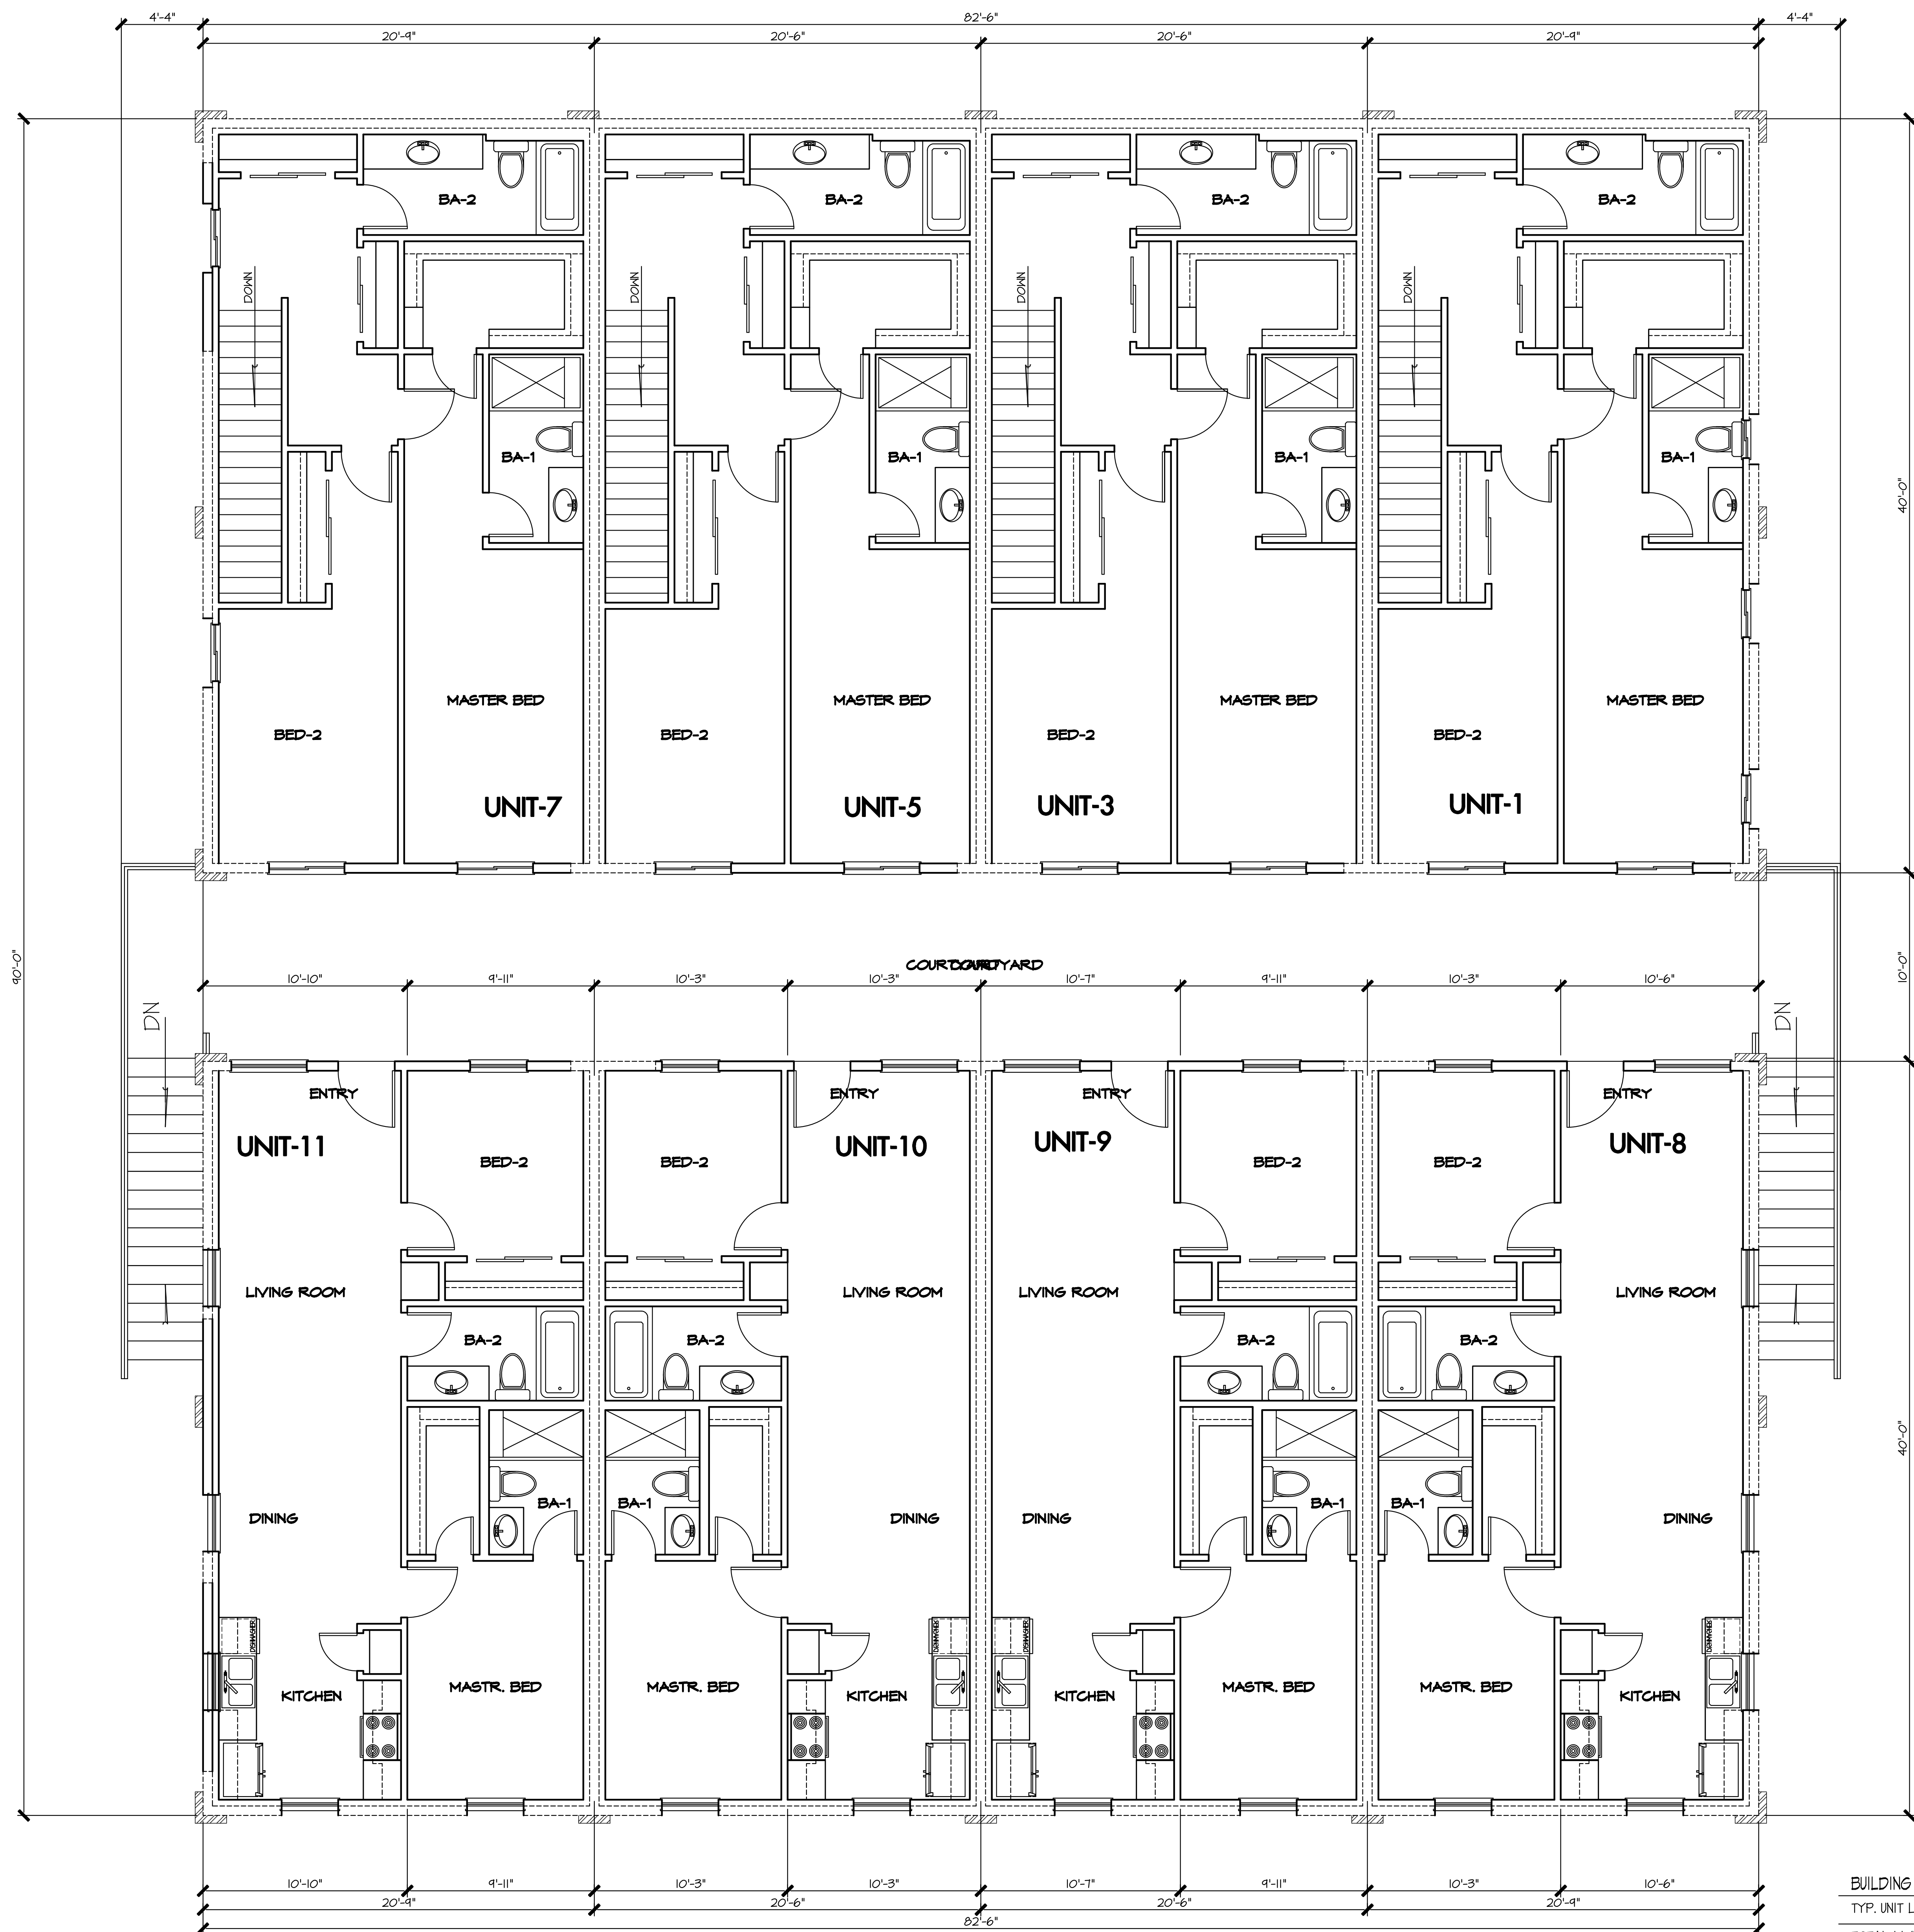 4'-4" 82'-6" 4'-4"
20'-9" 20'-6" 20'-6" 20'-9"
BA-2 BA-2 BA-2 BA-2
DOWN DOWN DOWN DOWN
BA-1 BA-1 BA-1 BA-1
40'-0"
MASTER BED MASTER BED MASTER BED MASTER BED
BED-2 BED-2 BED-2 BED-2
UNIT-7 UNIT-5 UNIT-3 UNIT-1
90'-0"
COURTYARD COURTYARD
10'-0"
10'-10" 9'-11" 10'-3" 10'-3" 10'-7" 9'-11" 10'-3" 10'-6"
DN DN
ENTRY ENTRY ENTRY ENTRY
UNIT-11 UNIT-10 UNIT-9 UNIT-8
BED-2 BED-2 BED-2 BED-2
LIVING ROOM LIVING ROOM LIVING ROOM LIVING ROOM
BA-2 BA-2 BA-2 BA-2
40'-0"
BA-1 BA-1 BA-1 BA-1
DINING DINING DINING DINING
DISHWASHER DISHWASHER DISHWASHER DISHWASHER
MASTR. BED MASTR. BED MASTR. BED MASTR. BED
KITCHEN KITCHEN KITCHEN KITCHEN
10'-10" 9'-11" 10'-3" 10'-3" 10'-7" 9'-11" 10'-3" 10'-6"
20'-9" 20'-6" 20'-6" 20'-9"
82'-6"
BUILDING
TYP. UNIT L